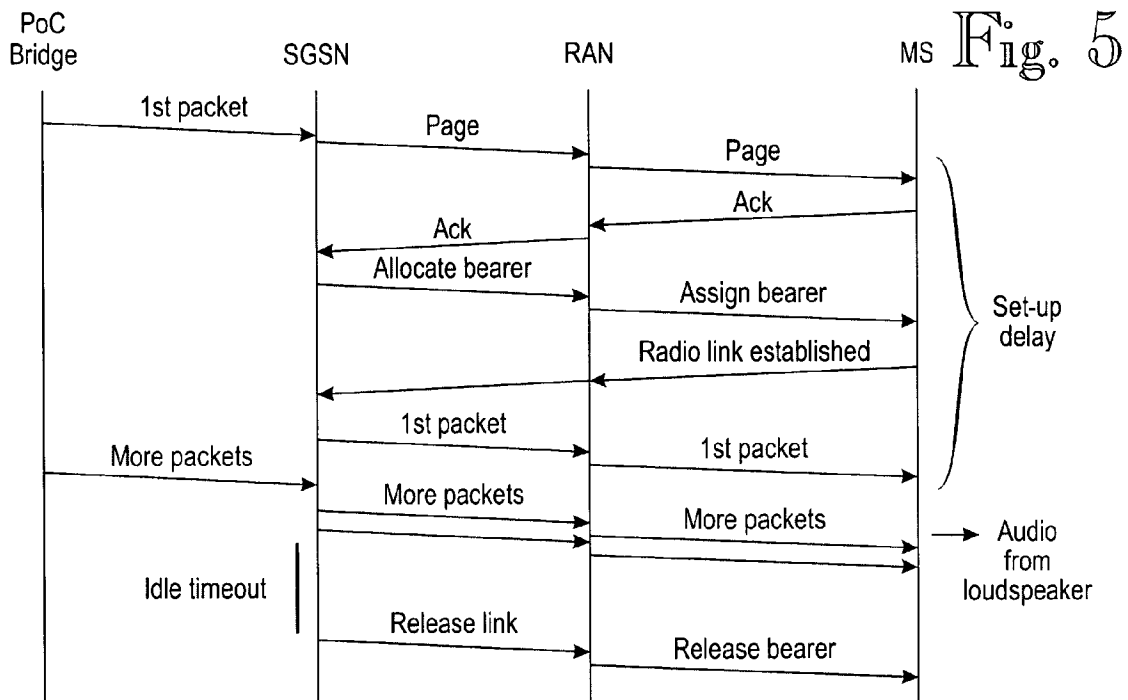 PoC
Bridge
SGSN
RAN
MS
Fig. 5
1st packet
Page
Page
Ack
Ack
Allocate bearer
Assign bearer
Set-up
delay
Radio link established
1st packet
1st packet
More packets
More packets
More packets
Audio
from
loudspeaker
Idle timeout
Release link
Release bearer